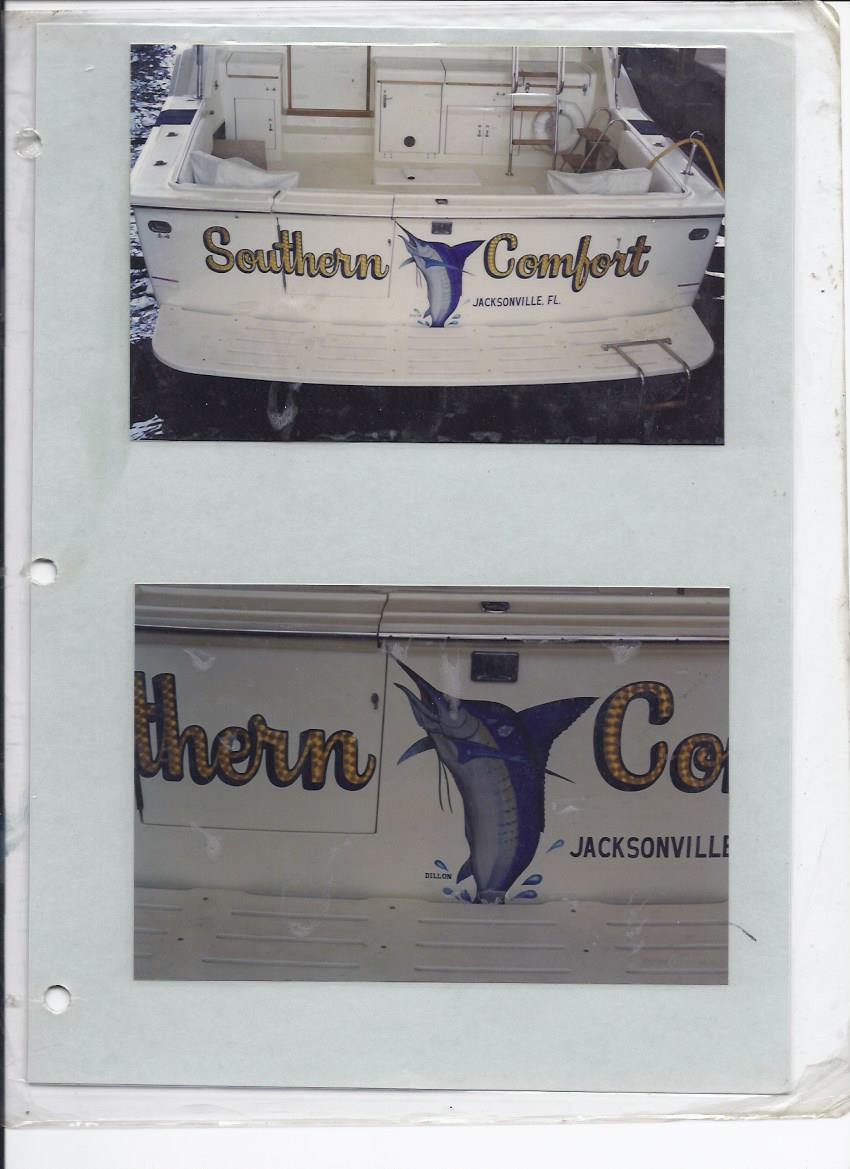 Southern Comfort
JACKSONVILLE, FL.
thern Co
JACKSONVILLE
DILLON